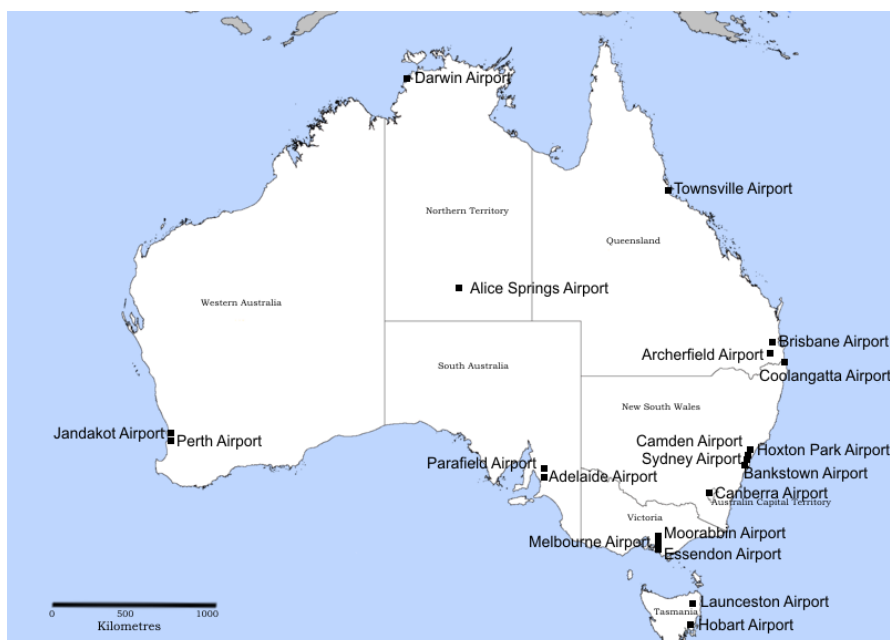 Darwin Airport
Townsville Airport
Northern Territory
Queensland
Alice Springs Airport
Western Australia
Brisbane Airport
Archerfield Airport
South Australia
Coolangatta Airport
New South Wales
Jandakot Airport
Perth Airport
Camden Airport
Hoxton Park Airport
Sydney Airport
Parafield Airport
Bankstown Airport
Adelaide Airport
Canberra Airport
Australin Capital Territory
Victoria
Moorabbin Airport
Melbourne Airport
Essendon Airport
Launceston Airport
Tasmania
Hobart Airport
0 500 1000
Kilometres